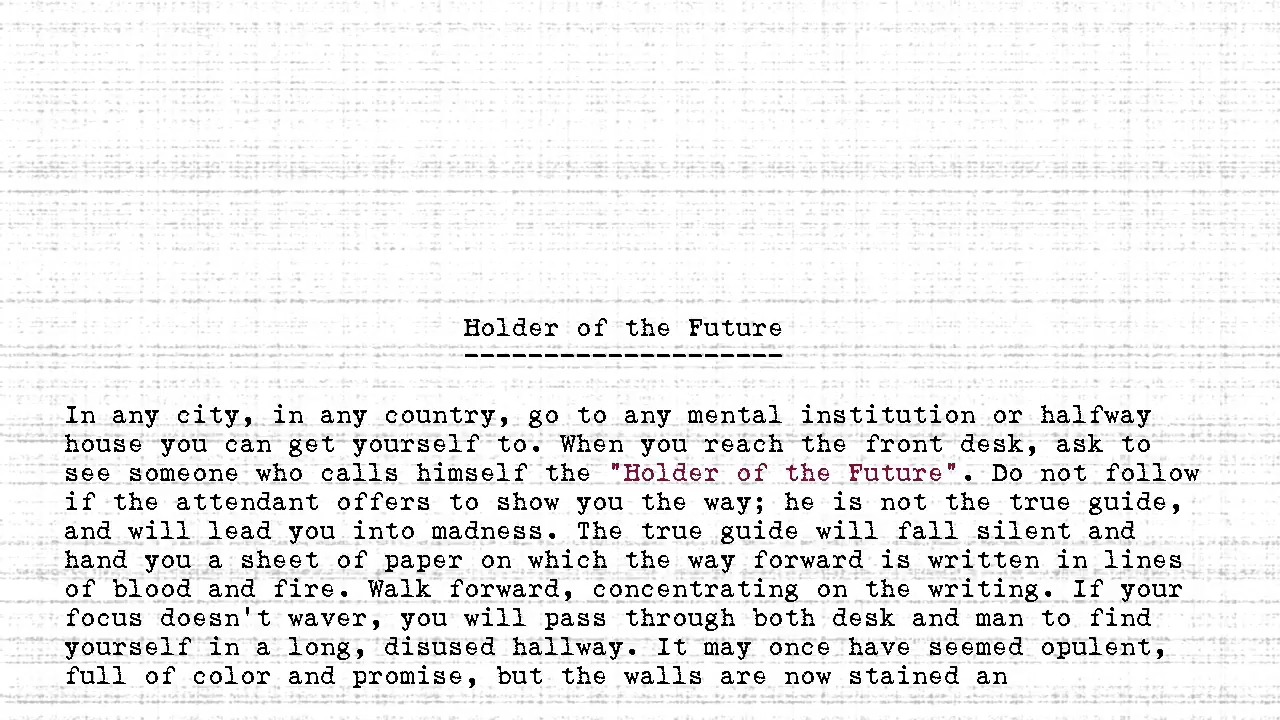 Holder of the Future
--------------------
In any city, in any country, go to any mental institution or halfway
house you can get yourself to. When you reach the front desk, ask to
see someone who calls himself the "Holder of the Future". Do not follow
if the attendant offers to show you the way; he is not the true guide,
and will lead you into madness. The true guide will fall silent and
hand you a sheet of paper on which the way forward is written in lines
of blood and fire. Walk forward, concentrating on the writing. If your
focus doesn't waver, you will pass through both desk and man to find
yourself in a long, disused hallway. It may once have seemed opulent,
full of color and promise, but the walls are now stained an